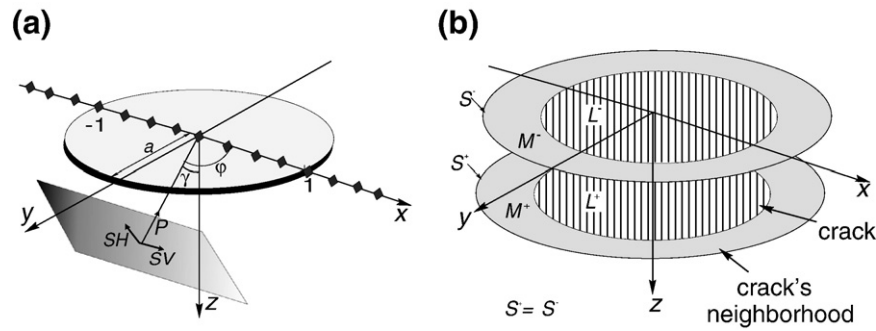 (a)
-1
a
φ
γ
1
x
y
P
SH
SV
z
(b)
S⁻
L⁻
M⁻
S⁺
x
y
M⁺
L⁺
crack
z
crack's
neighborhood
S⁺= S⁻